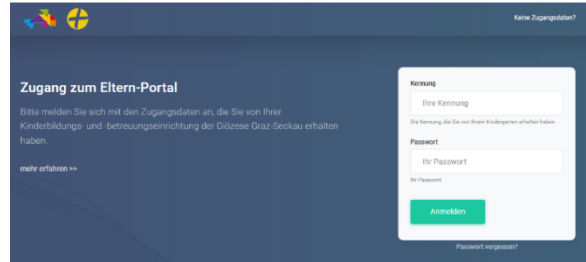 Keine Zugangsdaten?
Zugang zum Eltern-Portal
Bitte melden Sie sich mit den Zugangsdaten an, die Sie von Ihrer
Kinderbildungs- und -betreuungseinrichtung der Diözese Graz-Seckau erhalten
haben.
mehr erfahren >>
Kennung
Ihre Kennung
Die Kennung, die Sie von Ihrem Kindergarten erhalten haben
Passwort
Ihr Passwort
Ihr Passwort
Anmelden
Passwort vergessen?